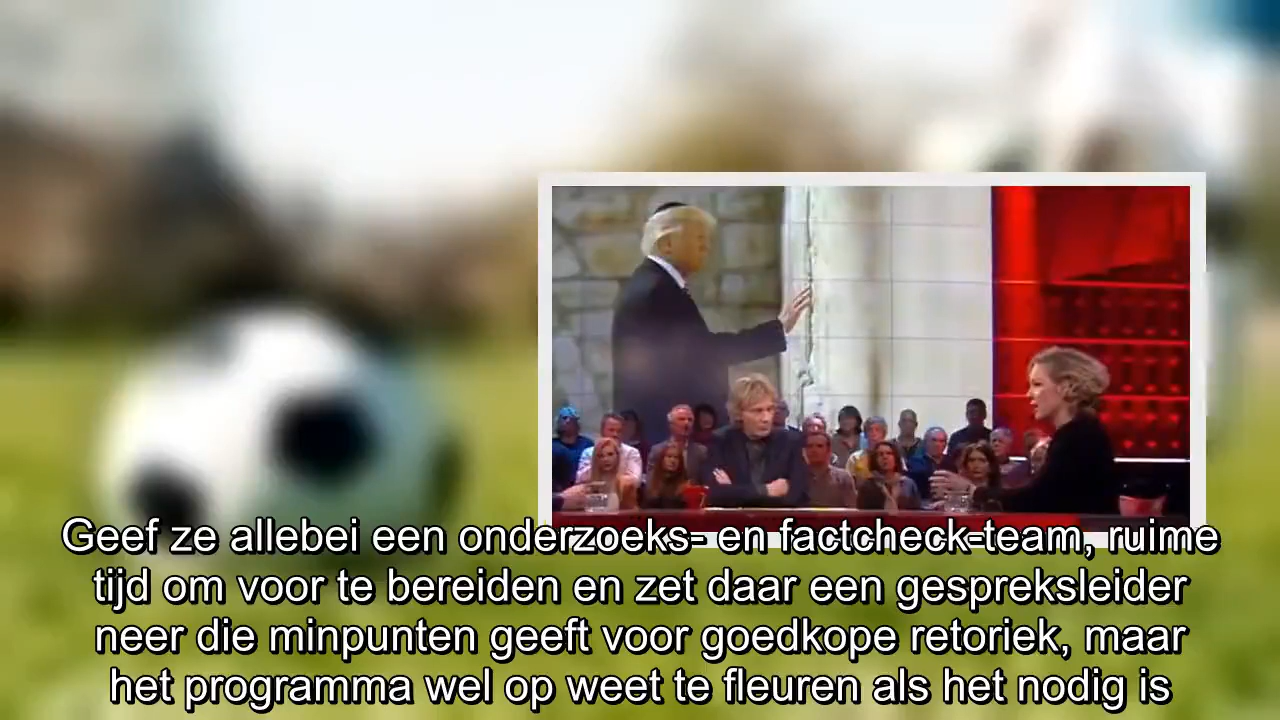 Geef ze allebei een onderzoeks- en factcheck-team, ruime
tijd om voor te bereiden en zet daar een gespreksleider
neer die minpunten geeft voor goedkope retoriek, maar
het programma wel op weet te fleuren als het nodig is